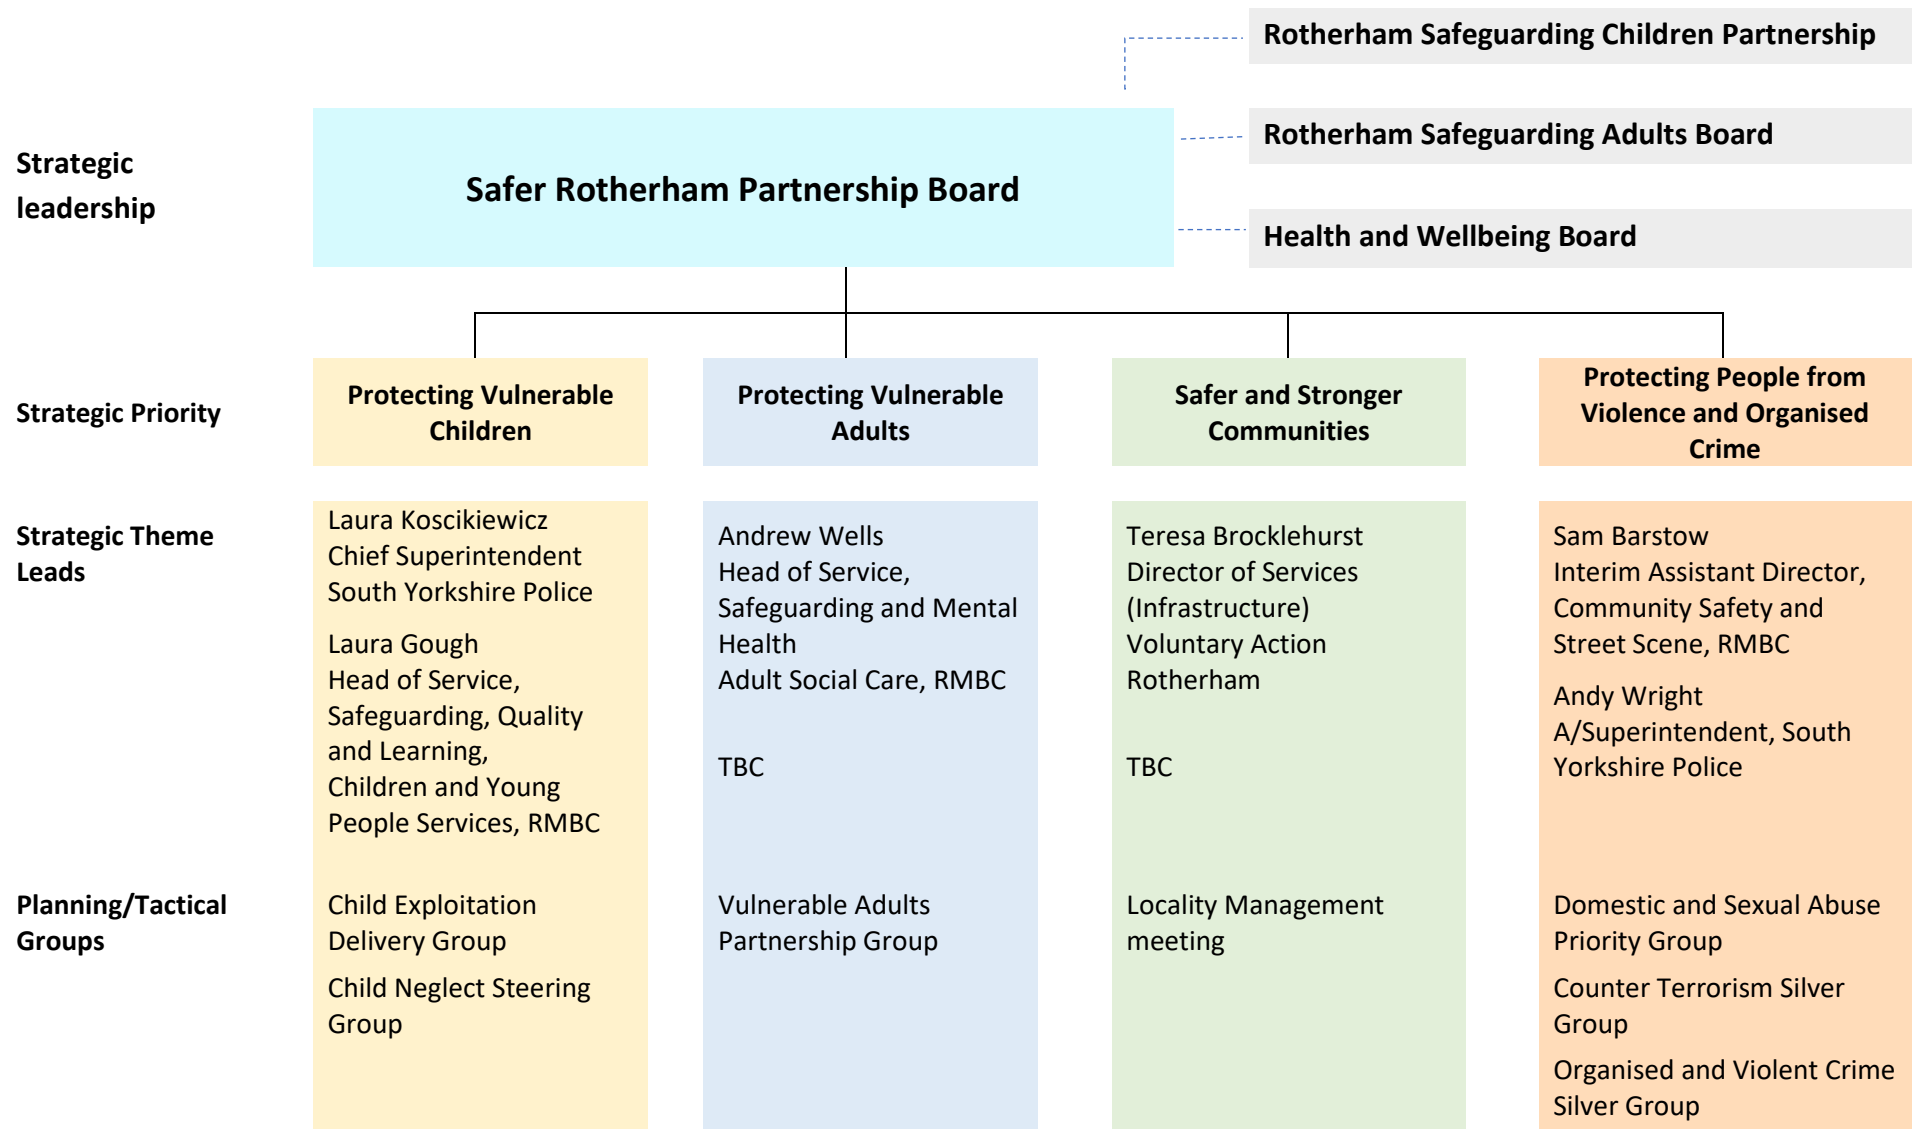 Rotherham Safeguarding Children Partnership
Strategic
leadership
Safer Rotherham Partnership Board
Rotherham Safeguarding Adults Board
Health and Wellbeing Board
Strategic Priority
Protecting Vulnerable
Children
Protecting Vulnerable
Adults
Safer and Stronger
Communities
Protecting People from
Violence and Organised
Crime
Strategic Theme
Leads
Laura Koscikiewicz
Chief Superintendent
South Yorkshire Police
Laura Gough
Head of Service,
Safeguarding, Quality
and Learning,
Children and Young
People Services, RMBC
Andrew Wells
Head of Service,
Safeguarding and Mental
Health
Adult Social Care, RMBC
TBC
Teresa Brocklehurst
Director of Services
(Infrastructure)
Voluntary Action
Rotherham
TBC
Sam Barstow
Interim Assistant Director,
Community Safety and
Street Scene, RMBC
Andy Wright
A/Superintendent, South
Yorkshire Police
Planning/Tactical
Groups
Child Exploitation
Delivery Group
Child Neglect Steering
Group
Vulnerable Adults
Partnership Group
Locality Management
meeting
Domestic and Sexual Abuse
Priority Group
Counter Terrorism Silver
Group
Organised and Violent Crime
Silver Group